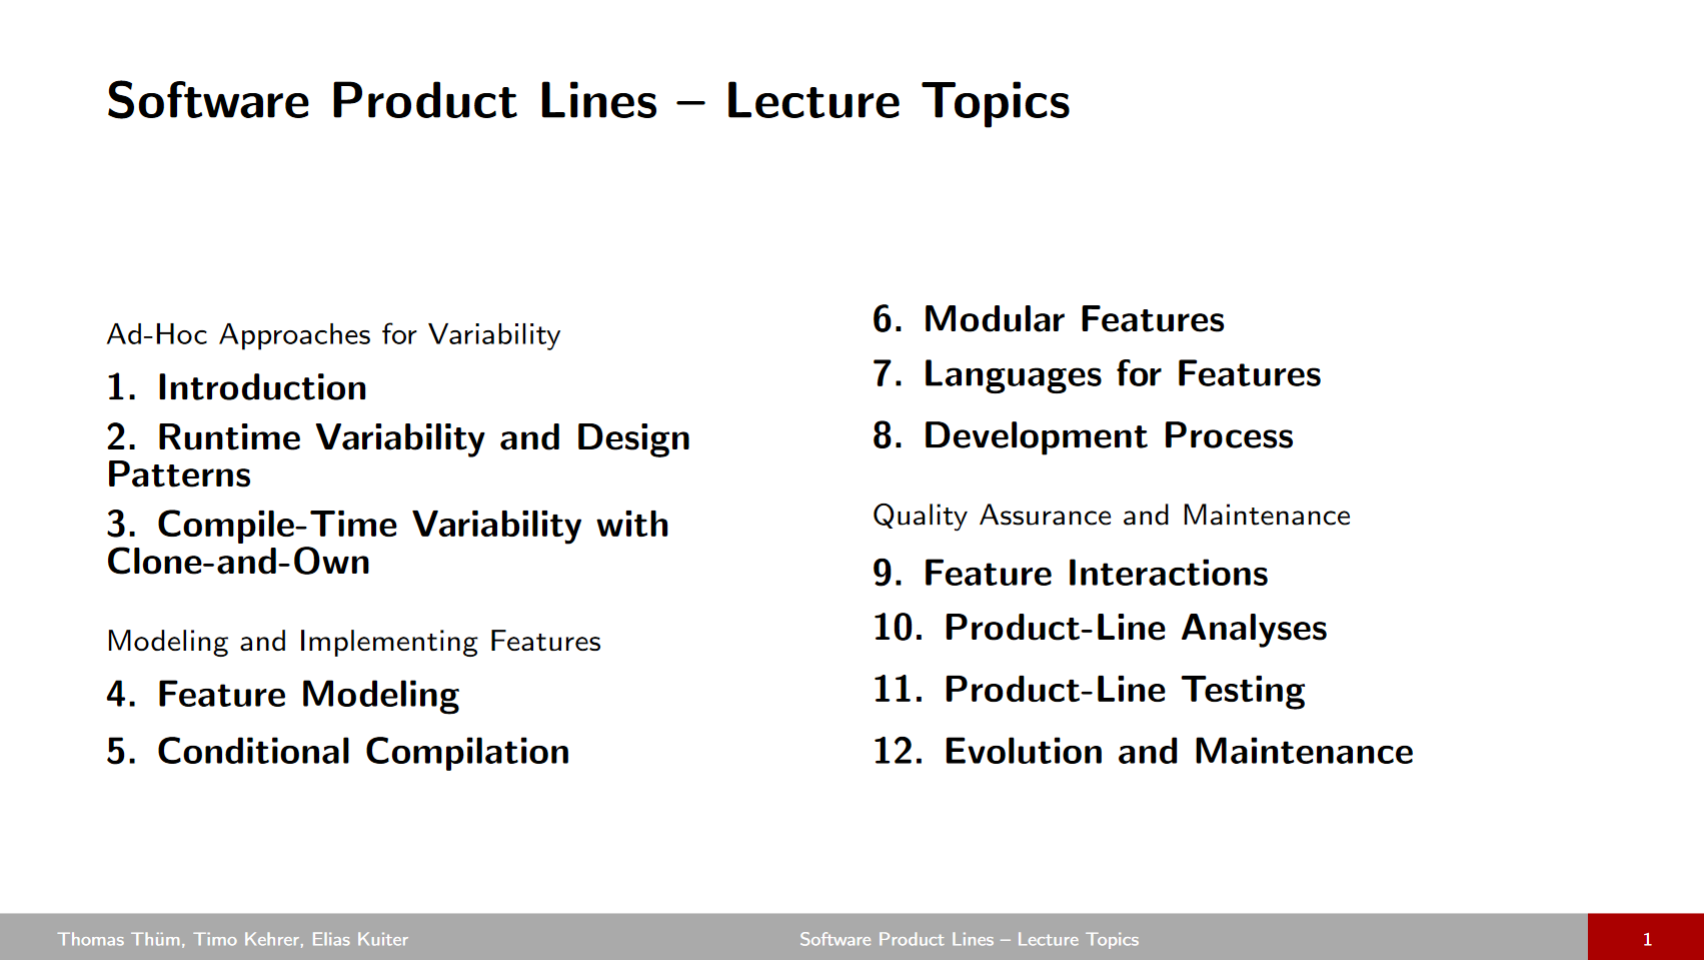 Software Product Lines – Lecture Topics
Ad-Hoc Approaches for Variability
1. Introduction
2. Runtime Variability and Design
Patterns
3. Compile-Time Variability with
Clone-and-Own
Modeling and Implementing Features
4. Feature Modeling
5. Conditional Compilation
6. Modular Features
7. Languages for Features
8. Development Process
Quality Assurance and Maintenance
9. Feature Interactions
10. Product-Line Analyses
11. Product-Line Testing
12. Evolution and Maintenance
Thomas Thüm, Timo Kehrer, Elias Kuiter
Software Product Lines – Lecture Topics
1